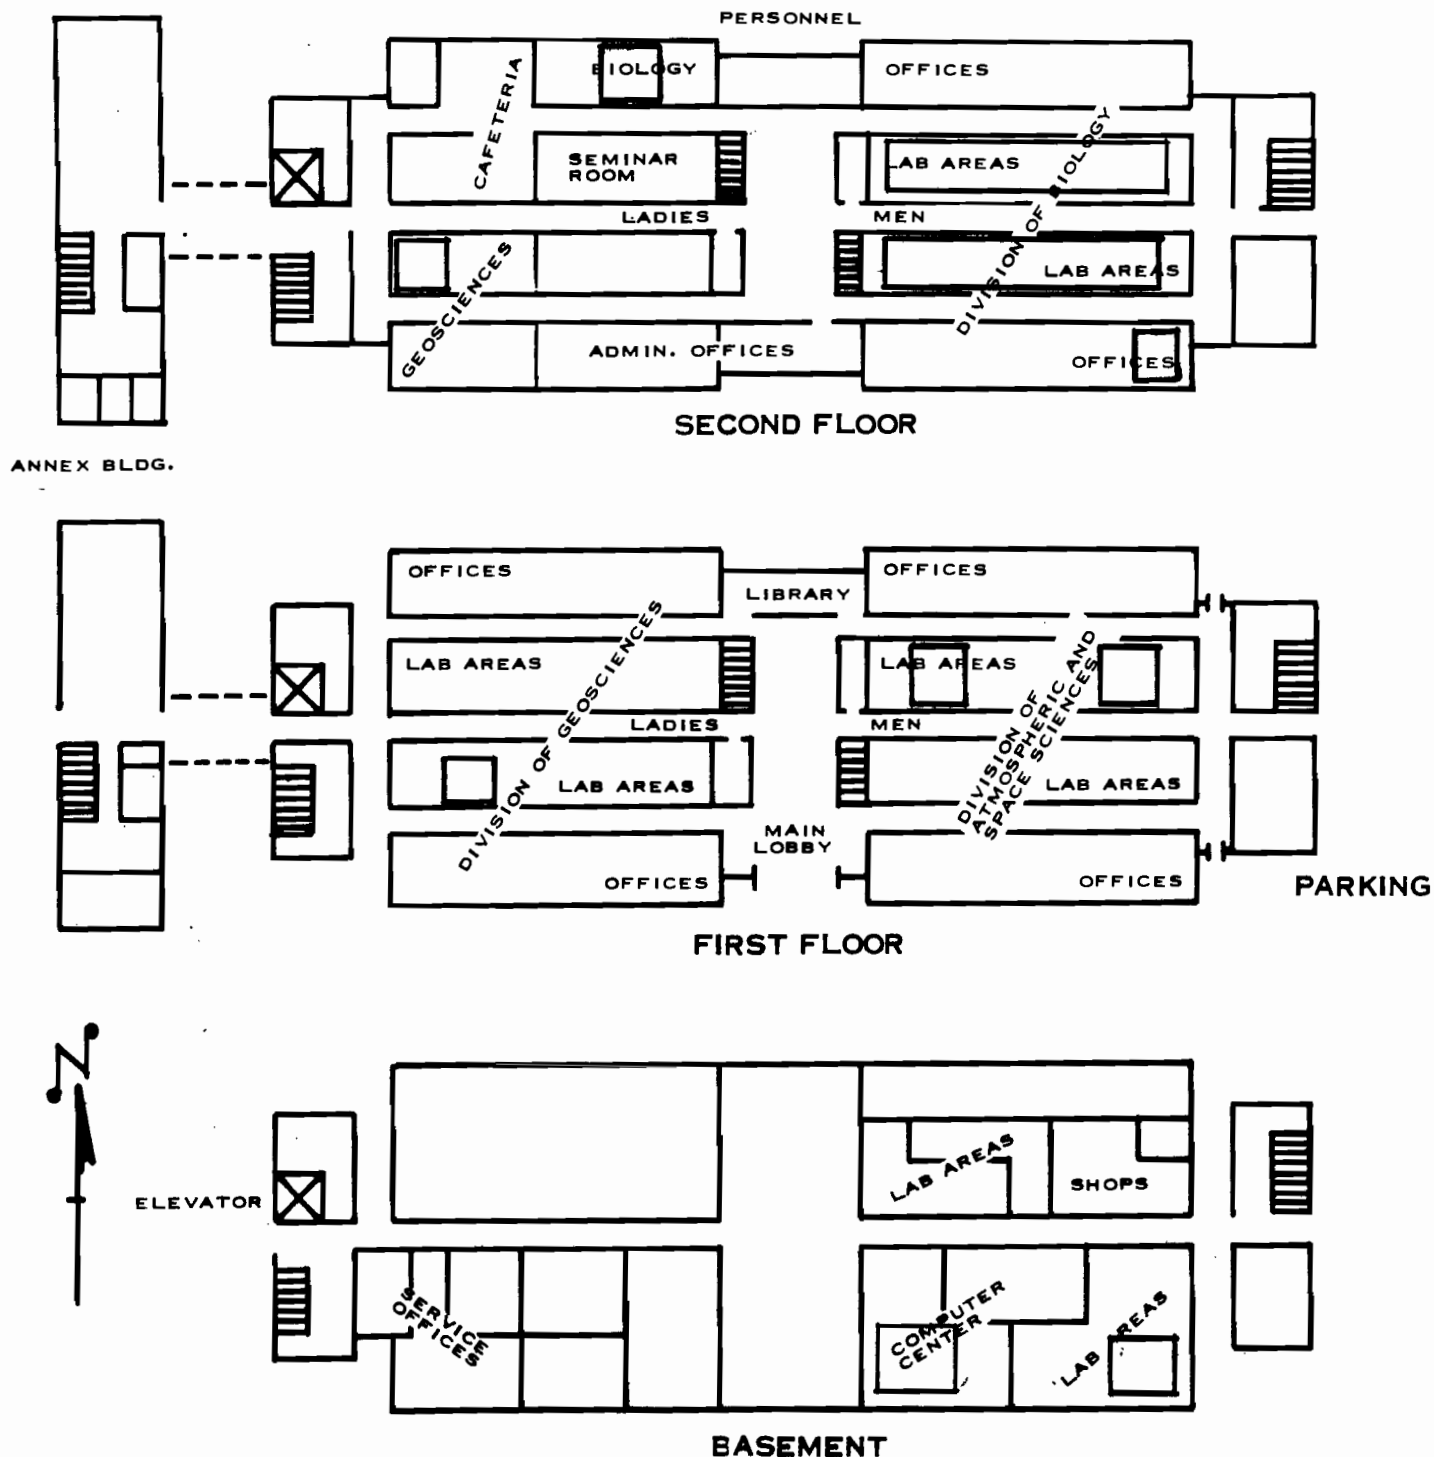 PERSONNEL
BIOLOGY
OFFICES
CAFETERIA
SEMINAR
ROOM
LAB AREAS
DIVISION OF BIOLOGY
LADIES
MEN
GEOSCIENCES
LAB AREAS
ADMIN. OFFICES
OFFICES
SECOND FLOOR
ANNEX BLDG.
OFFICES
LIBRARY
OFFICES
LAB AREAS
DIVISION OF GEOSCIENCES
LAB AREAS
DIVISION OF
ATMOSPHERIC AND
SPACE SCIENCES
LADIES
MEN
LAB AREAS
LAB AREAS
MAIN
LOBBY
OFFICES
OFFICES
PARKING
FIRST FLOOR
N
LAB AREAS
SHOPS
ELEVATOR
SERVICE
OFFICES
COMPUTER
CENTER
LAB AREAS
BASEMENT